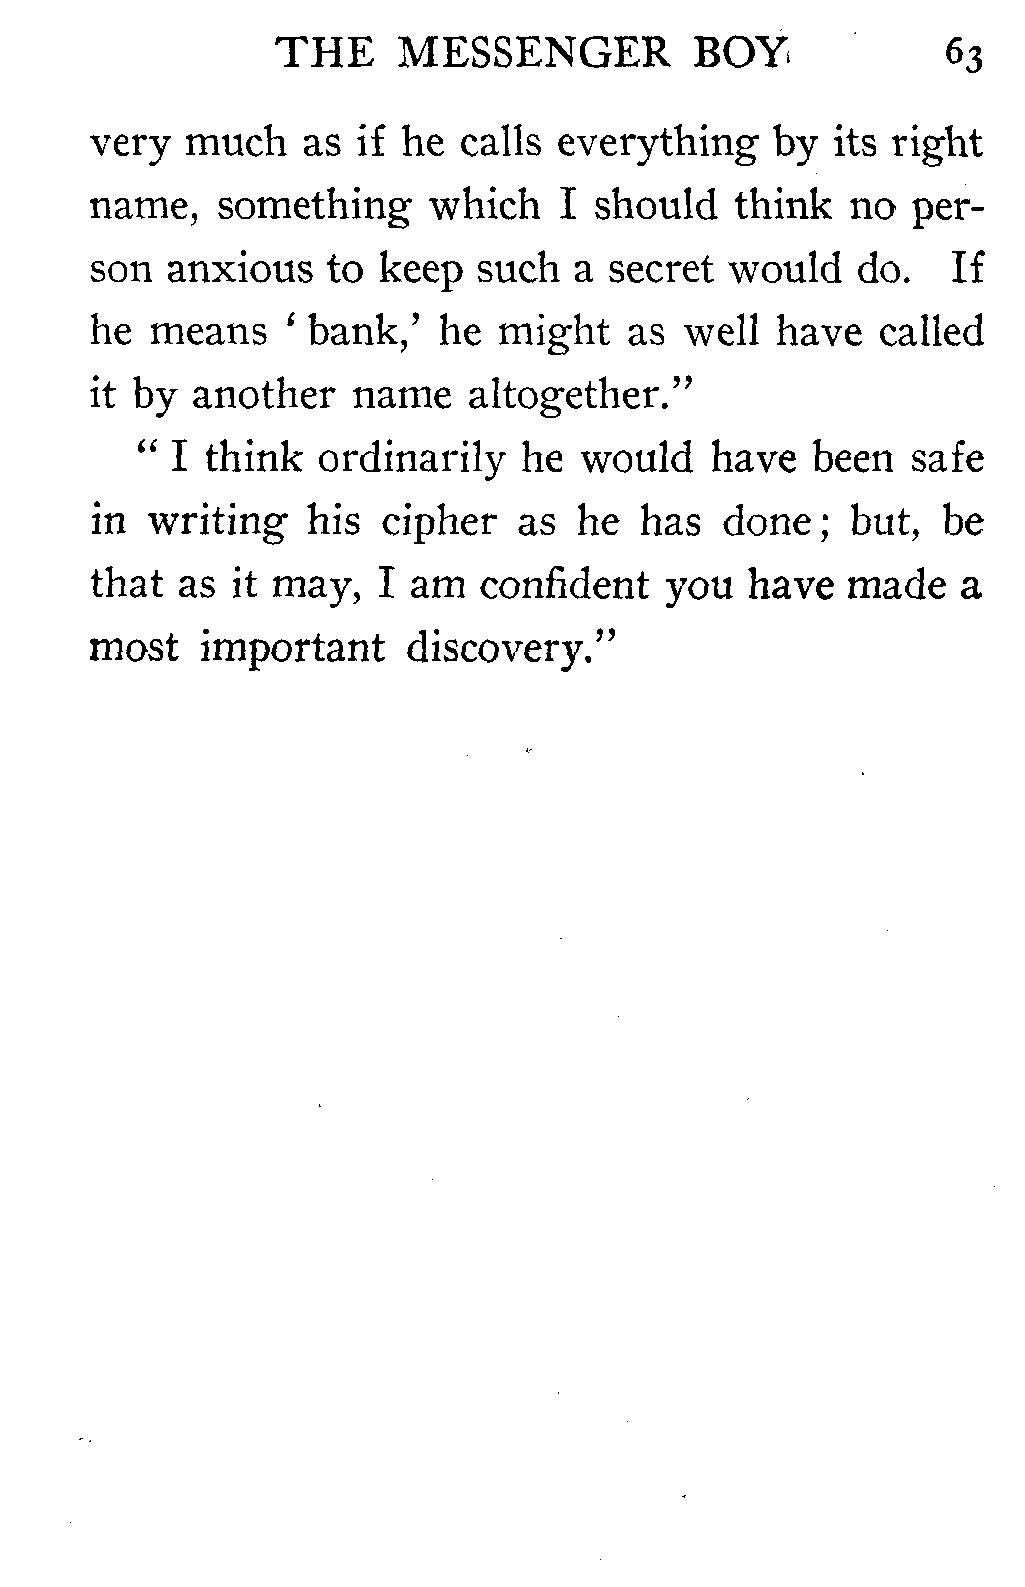 THE MESSENGER BOY 63
very much as if he calls everything by its right
name, something which I should think no per-
son anxious to keep such a secret would do. If
he means ‘ bank,’ he might as well have called
it by another name altogether.”
“ I think ordinarily he would have been safe
in writing his cipher as he has done ; but, be
that as it may, I am confident you have made a
most important discovery.”